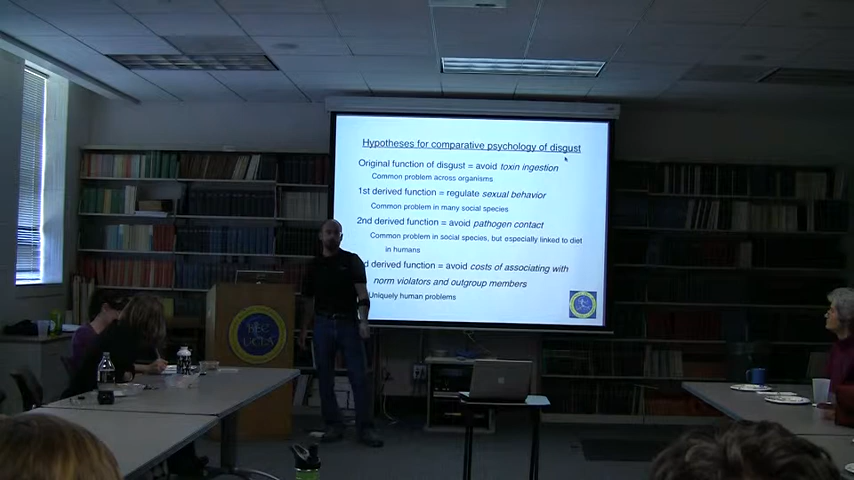 Hypotheses for comparative psychology of disgust
Original function of disgust = avoid toxin ingestion
Common problem across organisms
1st derived function = regulate sexual behavior
Common problem in many social species
2nd derived function = avoid pathogen contact
Common problem in social species, but especially linked to diet
in humans
d derived function = avoid costs of associating with
norm violators and outgroup members
Uniquely human problems
UCLA